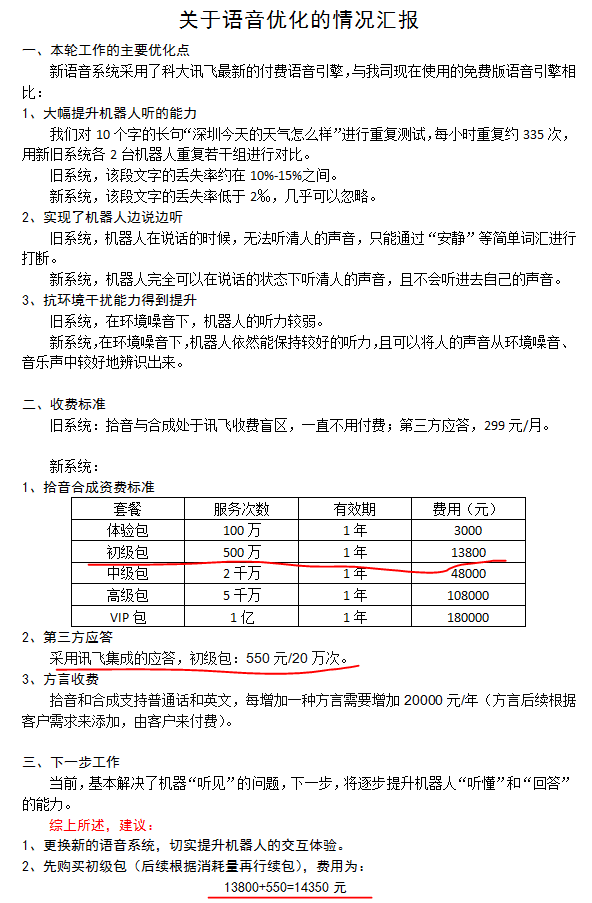 关于语音优化的情况汇报
一、本轮工作的主要优化点
新语音系统采用了科大讯飞最新的付费语音引擎，与我司现在使用的免费版语音引擎相
比：
1、大幅提升机器人听的能力
我们对 10 个字的长句“深圳今天的天气怎么样”进行重复测试，每小时重复约 335 次，
用新旧系统各 2 台机器人重复若干组进行对比。
旧系统，该段文字的丢失率约在 10%-15%之间。
新系统，该段文字的丢失率低于 2‰，几乎可以忽略。
2、实现了机器人边说边听
旧系统，机器人在说话的时候，无法听清人的声音，只能通过“安静”等简单词汇进行
打断。
新系统，机器人完全可以在说话的状态下听清人的声音，且不会听进去自己的声音。
3、抗环境干扰能力得到提升
旧系统，在环境噪音下，机器人的听力较弱。
新系统，在环境噪音下，机器人依然能保持较好的听力，且可以将人的声音从环境噪音、
音乐声中较好地辨识出来。
二、收费标准
旧系统：拾音与合成处于讯飞收费盲区，一直不用付费；第三方应答，299 元/月。
新系统：
1、拾音合成资费标准
套餐 服务次数 有效期 费用（元）
体验包 100 万 1 年 3000
初级包 500 万 1 年 13800
中级包 2 千万 1 年 48000
高级包 5 千万 1 年 108000
VIP 包 1 亿 1 年 180000
2、第三方应答
采用讯飞集成的应答，初级包：550 元/20 万次。
3、方言收费
拾音和合成支持普通话和英文，每增加一种方言需要增加 20000 元/年（方言后续根据
客户需求来添加，由客户来付费）。
三、下一步工作
当前，基本解决了机器“听见”的问题，下一步，将逐步提升机器人“听懂”和“回答”
的能力。
综上所述，建议：
1、更换新的语音系统，切实提升机器人的交互体验。
2、先购买初级包（后续根据消耗量再行续包），费用为：
13800+550=14350 元